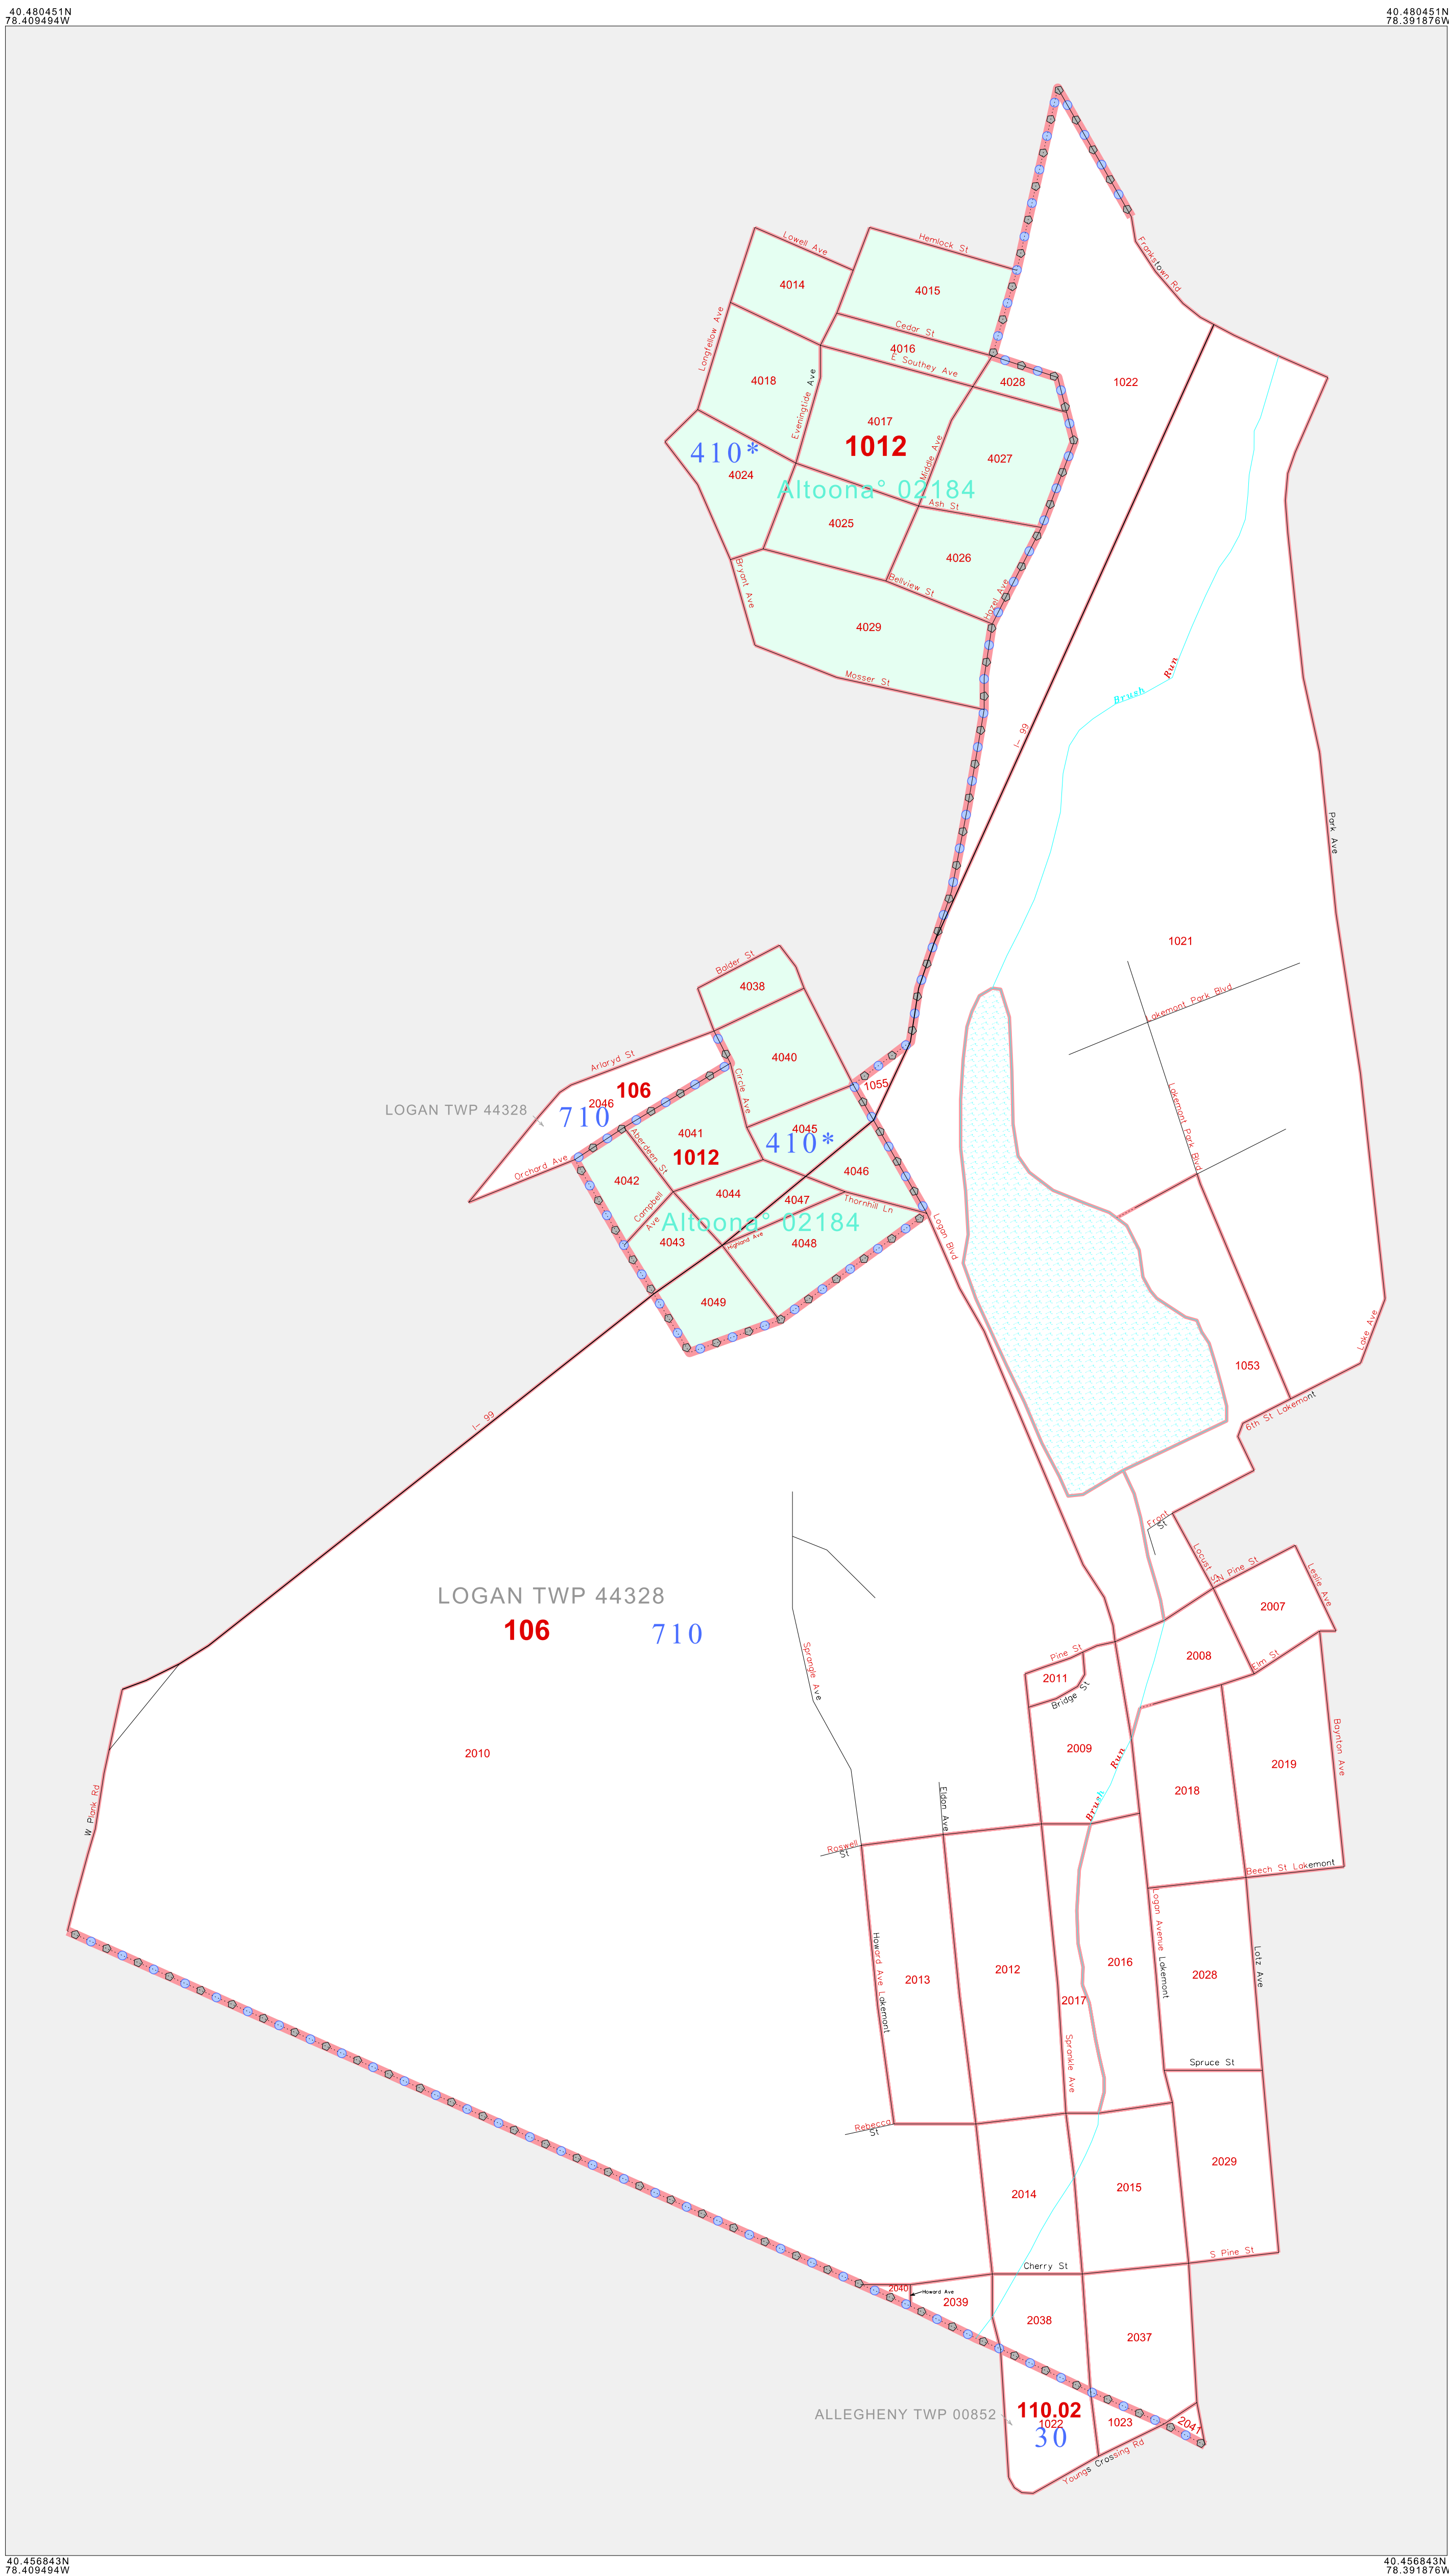 40.480451N
78.409494W
40.480451N
78.391876W
Frankstown Rd
Lowell Ave
Hemlock St
4014
4015
Longfellow Ave
Cedar St
4016
E Southey Ave
4018
4028
1022
Eveningtide Ave
4017
1012
410*
Middle Ave
4027
4024
Altoona° 02184
Ash St
4025
4026
Bryant Ave
Bellview St
Hazel Ave
4029
Mosser St
Brush Run
I- 99
Park Ave
1021
Balder St
4038
Lakemont Park Blvd
4040
Arlaryd St
1055
106
2046
710
LOGAN TWP 44328
Circle Ave
Lakemont Park Blvd
4041
Aberdeen St
4045
410*
1012
Orchard Ave
4042
4046
4044
4047
Campbell
Ave
Thornhill Ln
Altoona° 02184
Highland Ave
4043
4048
Logan Blvd
4049
Lake Ave
1053
6th St Lakemont
I- 99
Front
St
Locust St
N Pine St
Leslie Ave
LOGAN TWP 44328
2007
106
710
Sprangle Ave
Pine St
2008
Elm St
2011
Bridge St
2010
2009
Brush Run
Baynton Ave
2019
2018
W Plank Rd
Eldon Ave
Roswell
St
Beech St Lakemont
Howard Ave Lakemont
2013
2012
2016
Logan Avenue Lakemont
2028
Lotz Ave
2017
Sprankle Ave
Spruce St
Rebecca
St
2029
2014
2015
S Pine St
Cherry St
2040
Howard Ave
2039
2038
2037
110.02
ALLEGHENY TWP 00852
1022
1023
2041
30
Youngs Crossing Rd
40.456843N
78.409494W
40.456843N
78.391876W